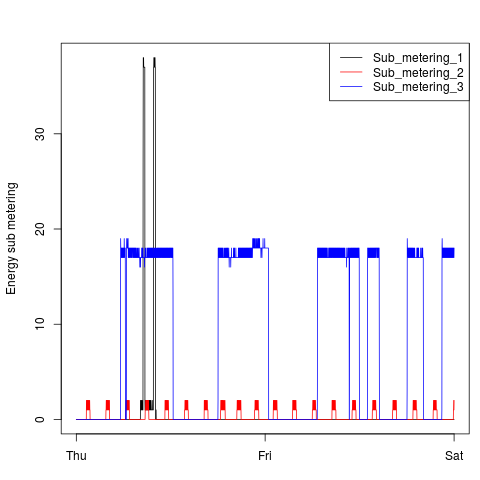 Sub_metering_1
Sub_metering_2
Sub_metering_3
Energy sub metering
30
20
10
0
Thu
Fri
Sat